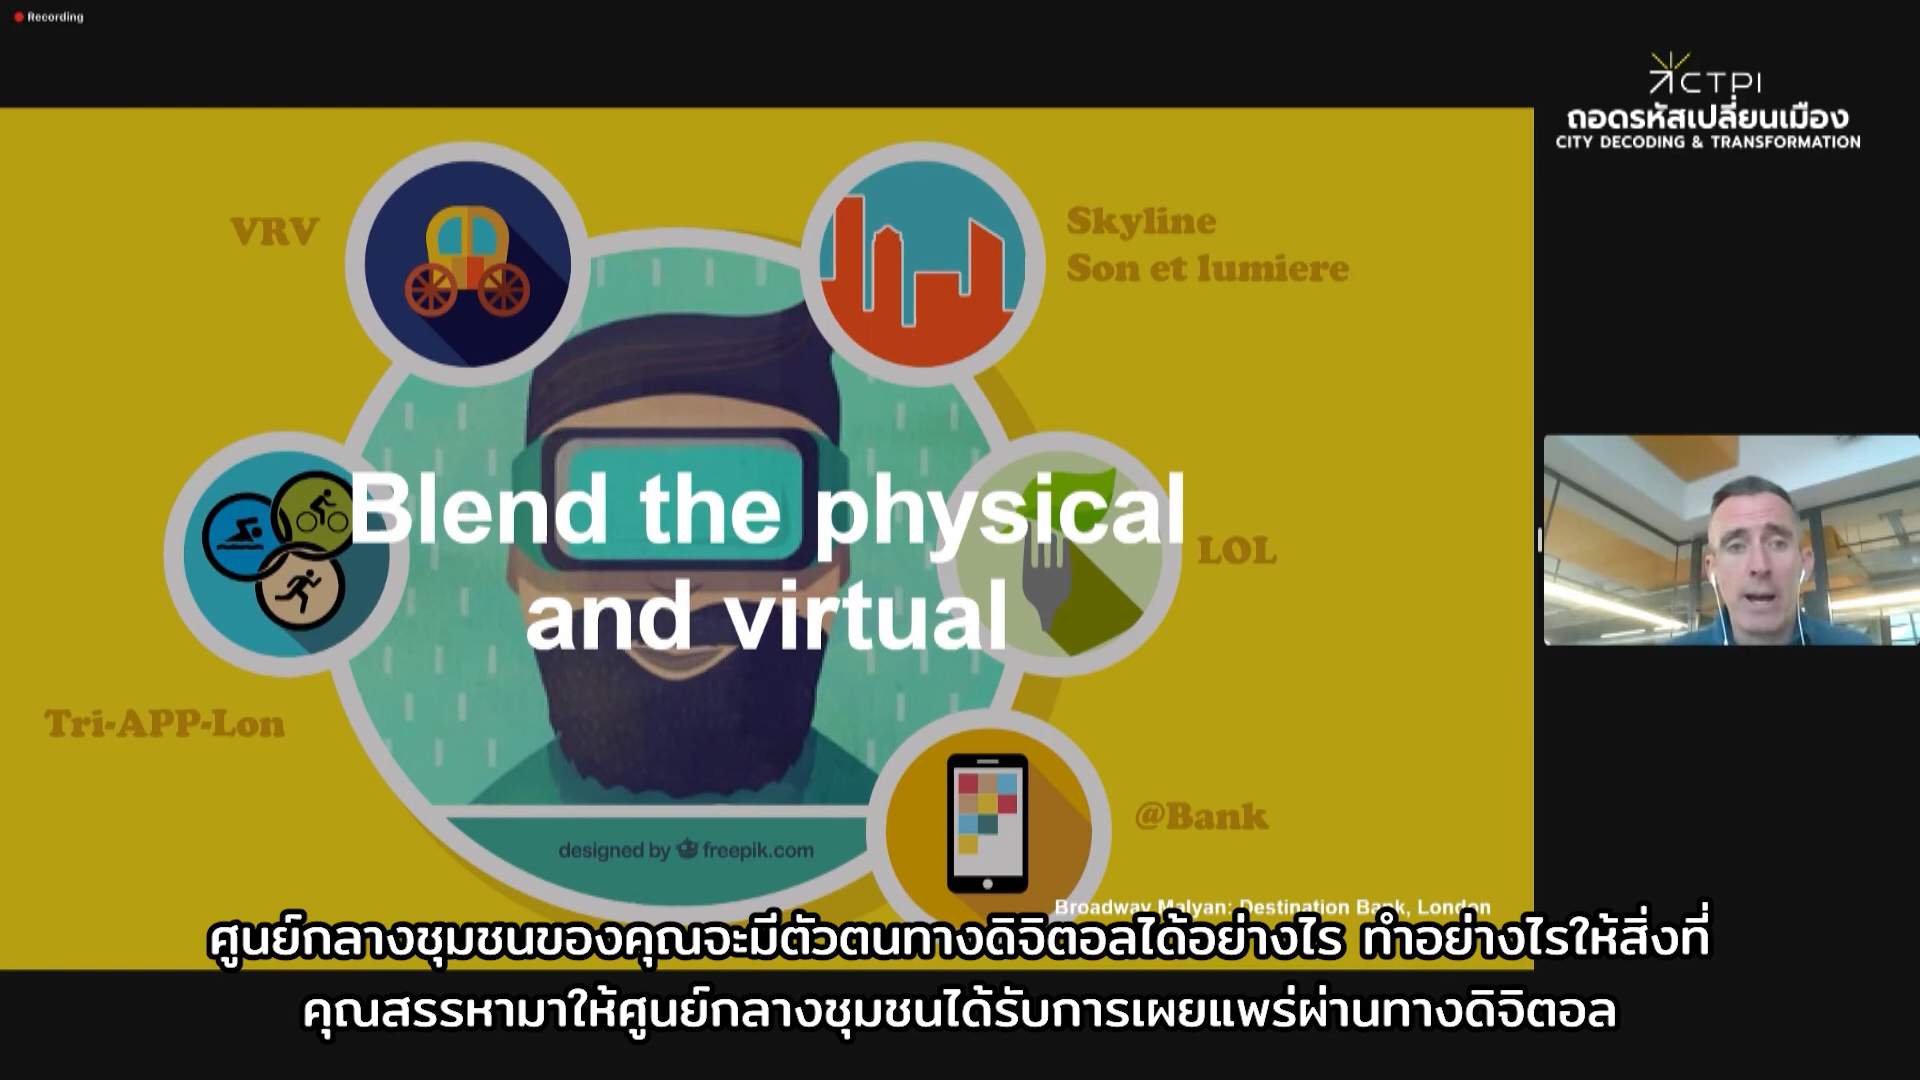 Recording
ACTPI
ถอดรหัสเปลี่ยนเมือง
CITY DECODING & TRANSFORMATION
VRV
Skyline
Son et lumiere
Blend the physical
and virtual
LOL
Tri-APP-Lon
@Bank
designed by freepik.com
Broadway Malyan: Destination Bank, London
ศูนย์กลางชุมชนของคุณจะมีตัวตนทางดิจิตอลได้อย่างไร ทำอย่างไรให้สิ่งที่
คุณสรรหามาให้ศูนย์กลางชุมชนได้รับการเผยแพร่ผ่านทางดิจิตอล